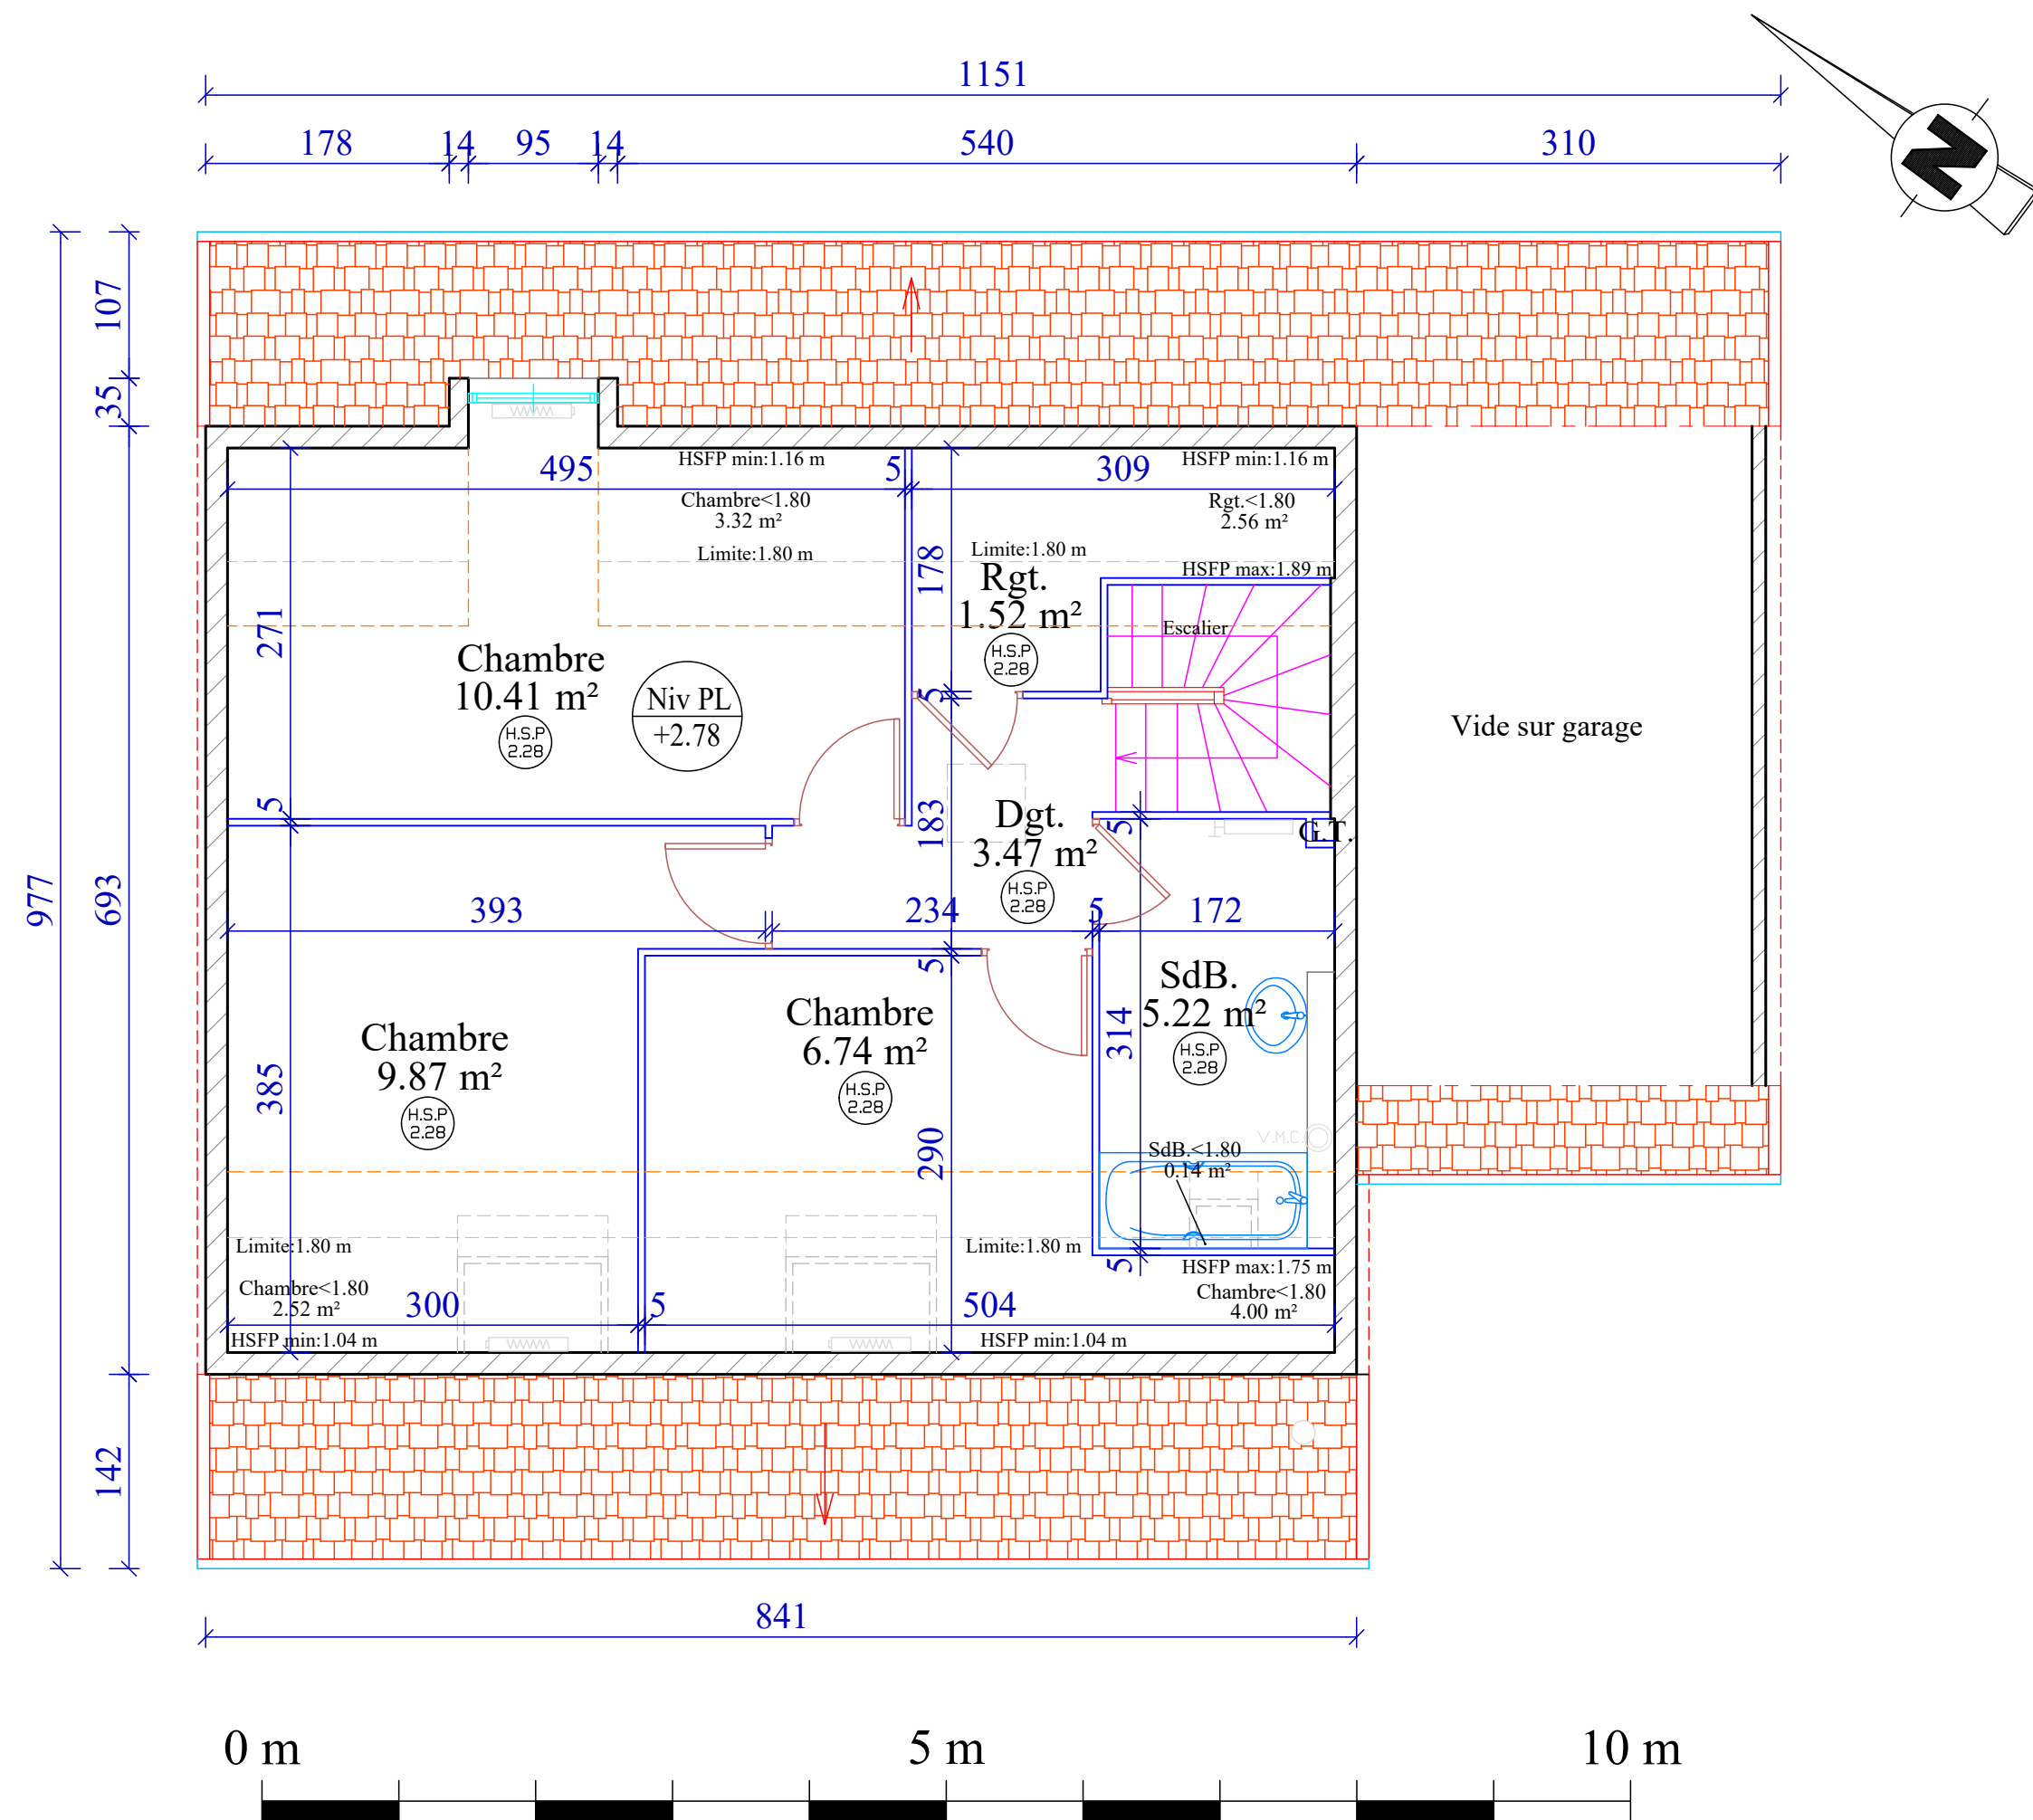 1151
178 14 95 14 540 310
N
107
35
977
693
142
495 5 309
HSFP min:1.16 m
HSFP min:1.16 m
Chambre<1.80
3.32 m²
Rgt.<1.80
2.56 m²
Limite:1.80 m
Limite:1.80 m
178
HSFP max:1.89 m
Rgt.
1.52 m²
H.S.P
2.28
Escalier
271
Chambre
10.41 m²
H.S.P
2.28
Niv PL
+2.78
5
Vide sur garage
5
183
Dgt.
3.47 m²
H.S.P
2.28
5
G.T.
393 234 5 172
5
SdB.
5.22 m²
H.S.P
2.28
314
Chambre
6.74 m²
H.S.P
2.28
Chambre
9.87 m²
H.S.P
2.28
385
290
V.M.C.
SdB.<1.80
0.14 m²
Limite:1.80 m
Limite:1.80 m
5
HSFP max:1.75 m
Chambre<1.80
2.52 m²
Chambre<1.80
4.00 m²
300 5 504
HSFP min:1.04 m
HSFP min:1.04 m
841
0 m 5 m 10 m